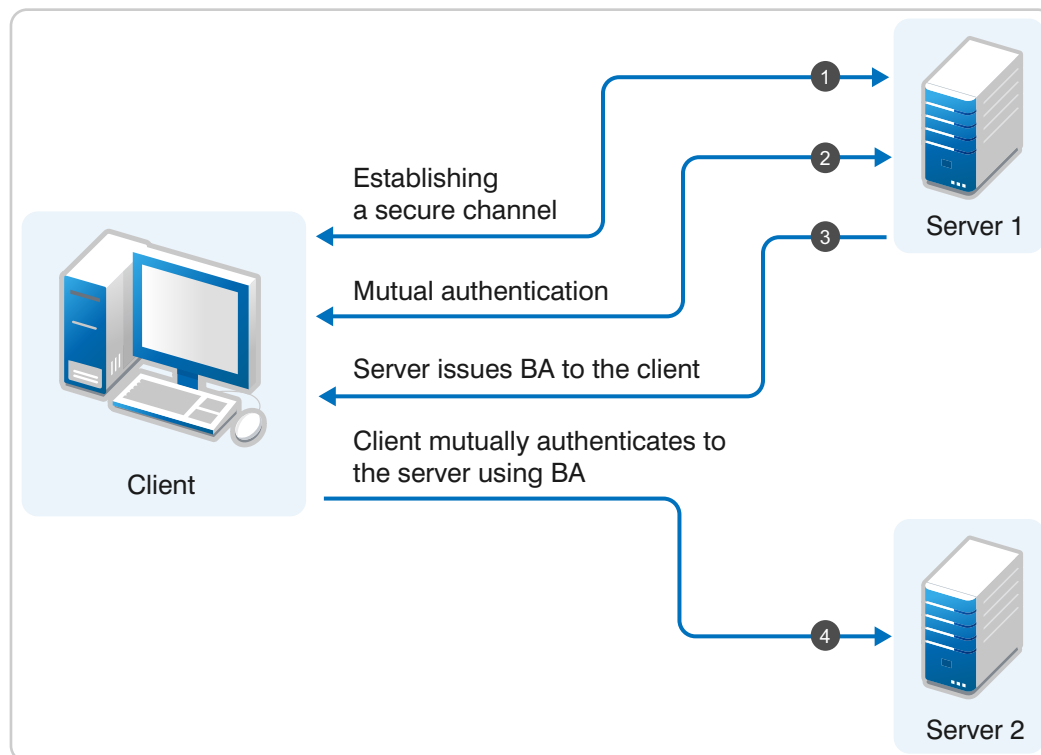 1
2
Establishing
a secure channel
Server 1
3
Mutual authentication
Server issues BA to the client
Client mutually authenticates to
the server using BA
Client
4
Server 2